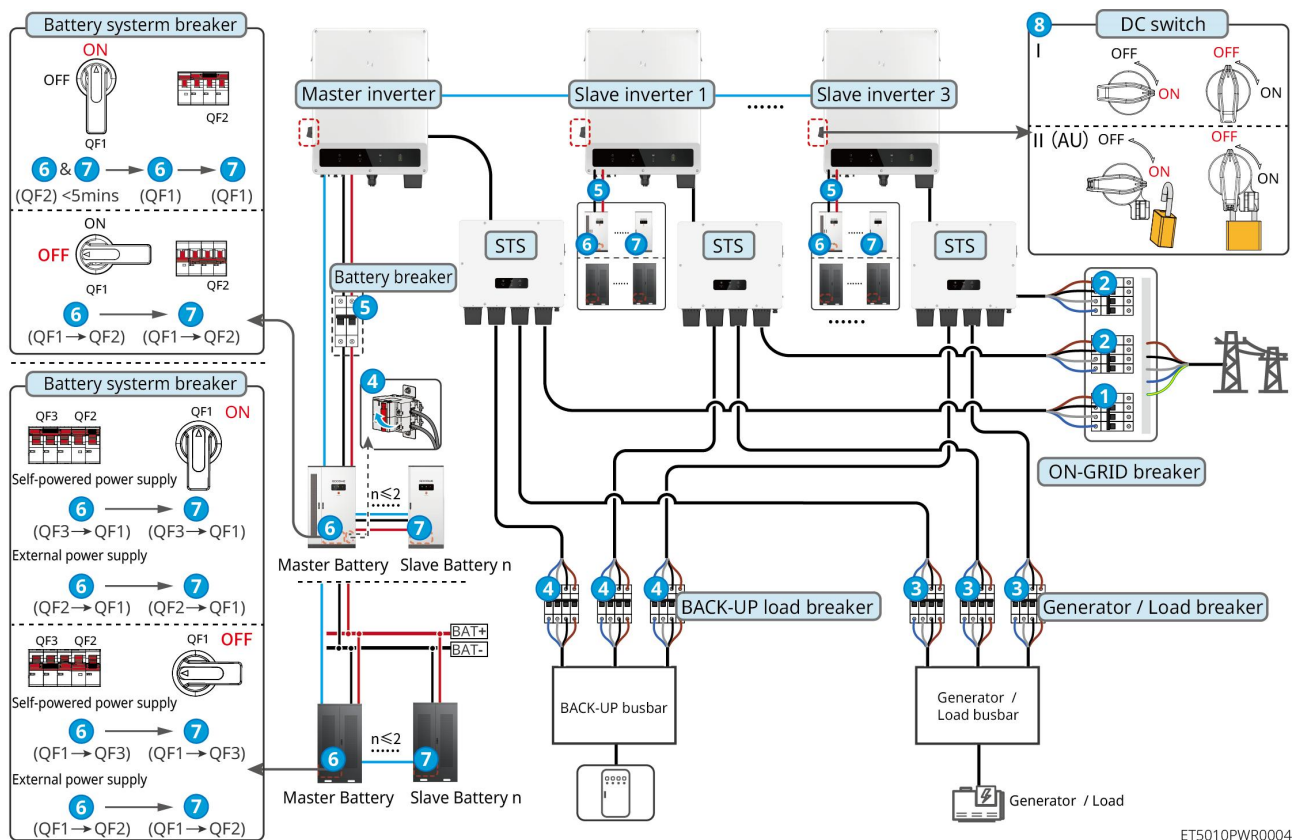 Battery systerm breaker
ON
OFF
QF1
QF2
6 & 7 → 6 → 7
(QF2) <5mins (QF1) (QF1)
ON
OFF
QF1
QF2
6 → 7
(QF1→QF2) (QF1→QF2)
Battery systerm breaker
QF3 QF2 QF1 ON
Self-powered power supply
6 → 7
(QF3→QF1) (QF3→QF1)
External power supply
6 → 7
(QF2→QF1) (QF2→QF1)
QF3 QF2 QF1 OFF
Self-powered power supply
6 → 7
(QF1→QF3) (QF1→QF3)
External power supply
6 → 7
(QF1→QF2) (QF1→QF2)
Master inverter
Slave inverter 1
......
Slave inverter 3
8
DC switch
I
OFF
ON
OFF
ON
II (AU)
OFF
ON
OFF
ON
5
6 ...... 7
......
5
6 ...... 7
......
......
STS
STS
STS
Battery breaker
5
4
2
2
1
ON-GRID breaker
n≤2
......
6
7
Master Battery Slave Battery n
BAT+
BAT-
n≤2
......
6
7
Master Battery Slave Battery n
4
4
4
BACK-UP load breaker
3
3
3
Generator / Load breaker
BACK-UP busbar
Generator /
Load busbar
Generator / Load
ET5010PWR0004